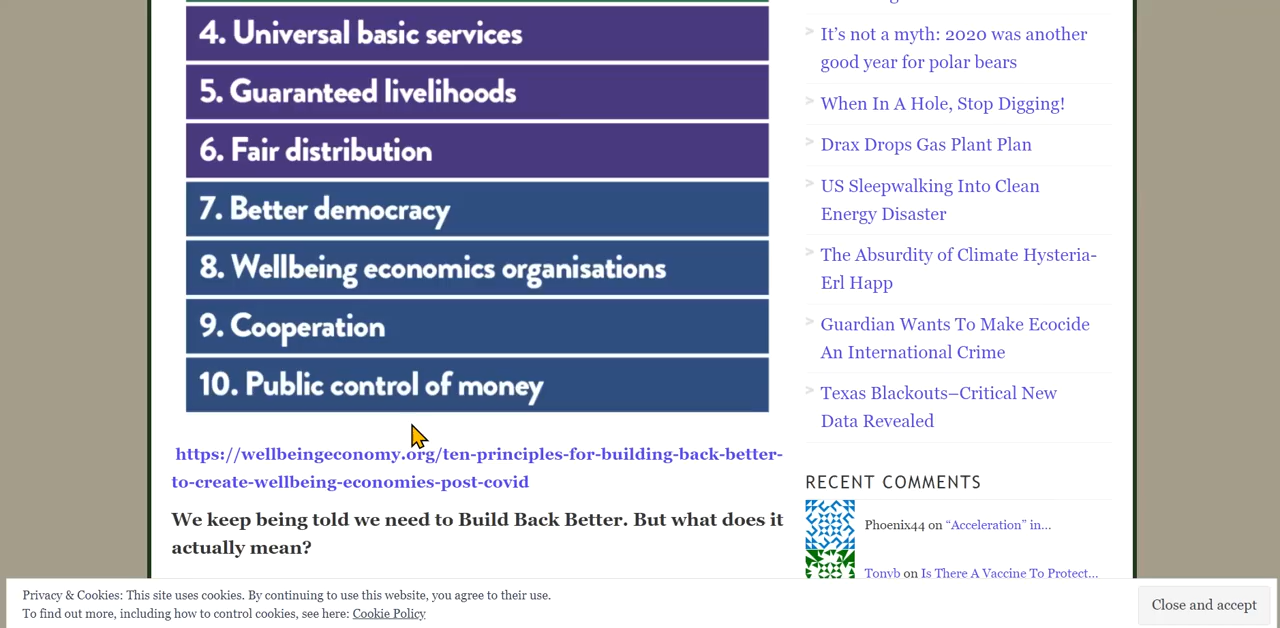 4. Universal basic services
5. Guaranteed livelihoods
6. Fair distribution
7. Better democracy
8. Wellbeing economics organisations
9. Cooperation
10. Public control of money
https://wellbeingeconomy.org/ten-principles-for-building-back-better-
to-create-wellbeing-economies-post-covid
We keep being told we need to Build Back Better. But what does it
actually mean?
It’s not a myth: 2020 was another
good year for polar bears
When In A Hole, Stop Digging!
Drax Drops Gas Plant Plan
US Sleepwalking Into Clean
Energy Disaster
The Absurdity of Climate Hysteria-
Erl Happ
Guardian Wants To Make Ecocide
An International Crime
Texas Blackouts–Critical New
Data Revealed
RECENT COMMENTS
Phoenix44 on “Acceleration” in…
Tonyb on Is There A Vaccine To Protect…
Privacy & Cookies: This site uses cookies. By continuing to use this website, you agree to their use.
To find out more, including how to control cookies, see here: Cookie Policy
Close and accept